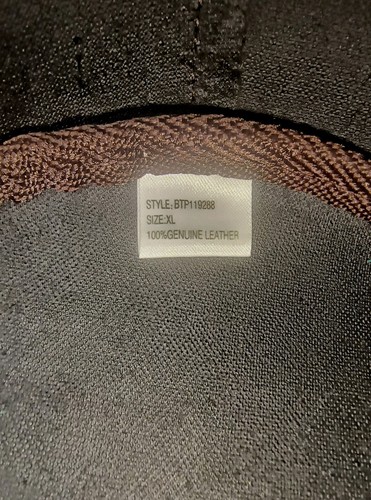 STYLE: BTP119288
SIZE:XL
100%GENUINE LEATHER